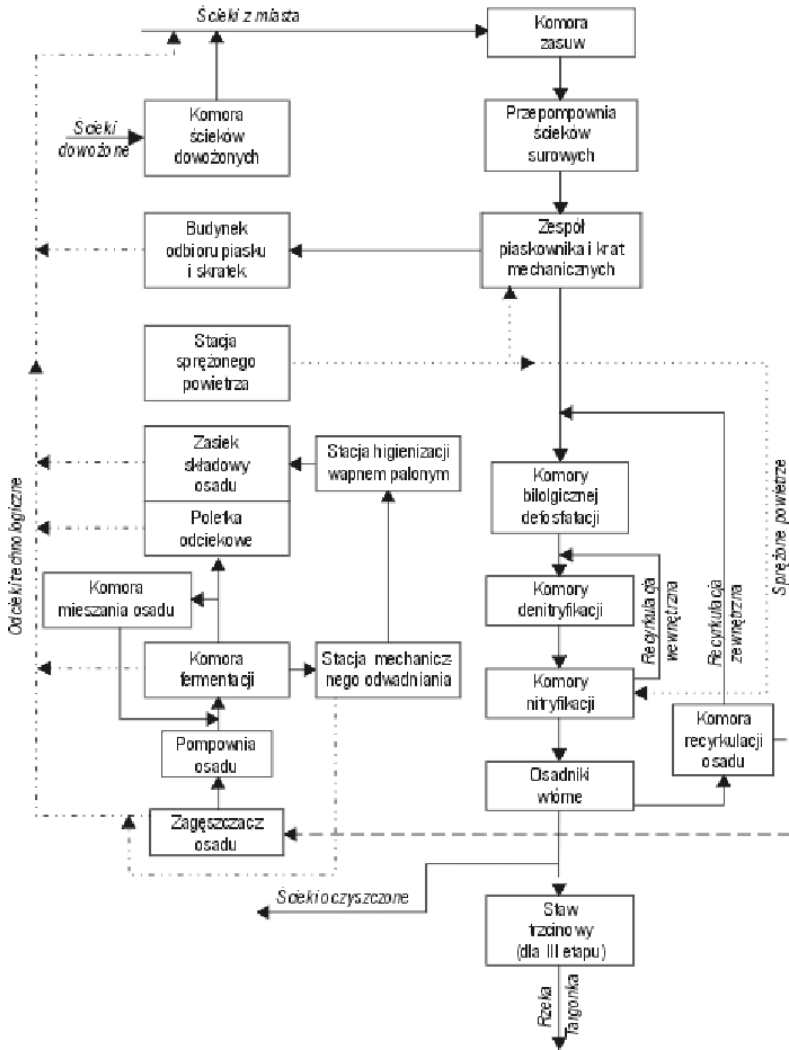 Ścieki z miasta
Komora
zasuw
Ścieki
dowożone
Komora
ścieków
dowożonych
Przepompownia
ścieków
surowych
Budynek
odbioru piasku
i skratek
Zespół
piaskownika i krat
mechanicznych
Stacja
sprężonego
powietrza
Zasiek
składowy
osadu
Stacja higienizacji
wapnem palonym
Komory
bilolgicznej
defosfatacji
Poletka
odciekowe
Odcieki technologiczne
Sprężone powietrze
Komora
mieszania osadu
Komory
denitryfikacji
Recyrkulacja
wewnętrzna
Recyrkulacja
zewnętrzna
Komora
fermentacji
Stacja mechanicz-
nego odwadniania
Komory
nitryfikacji
Komora
recyrkulacji
osadu
Pompownia
osadu
Osadniki
wtórne
Zagęszczacz
osadu
Ścieki oczyszczone
Staw
trzcinowy
(dla III etapu)
Rzeka
Targonka